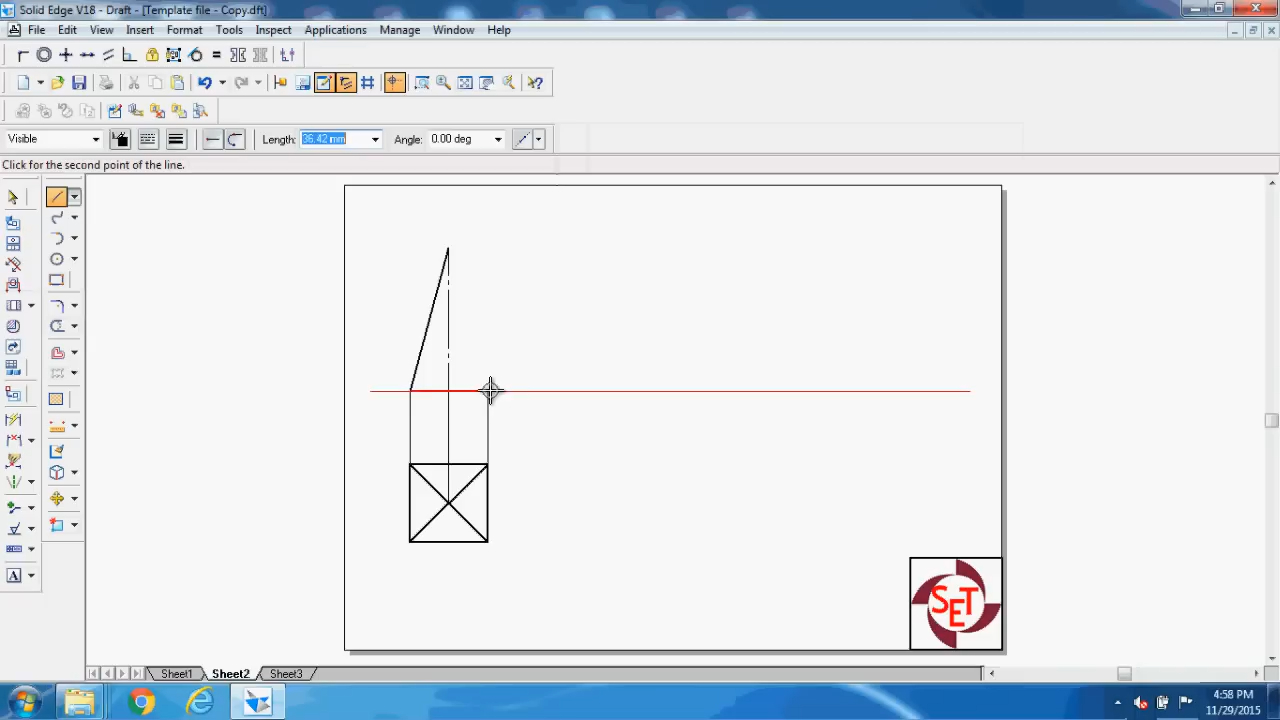 Solid Edge V18 - Draft - [Template file - Copy.dft]
File Edit View Insert Format Tools Inspect Applications Manage Window Help
Visible Length: 36.42 mm Angle: 0.00 deg
Click for the second point of the line.
SET
Sheet1 Sheet2 Sheet3
4:58 PM
11/29/2015